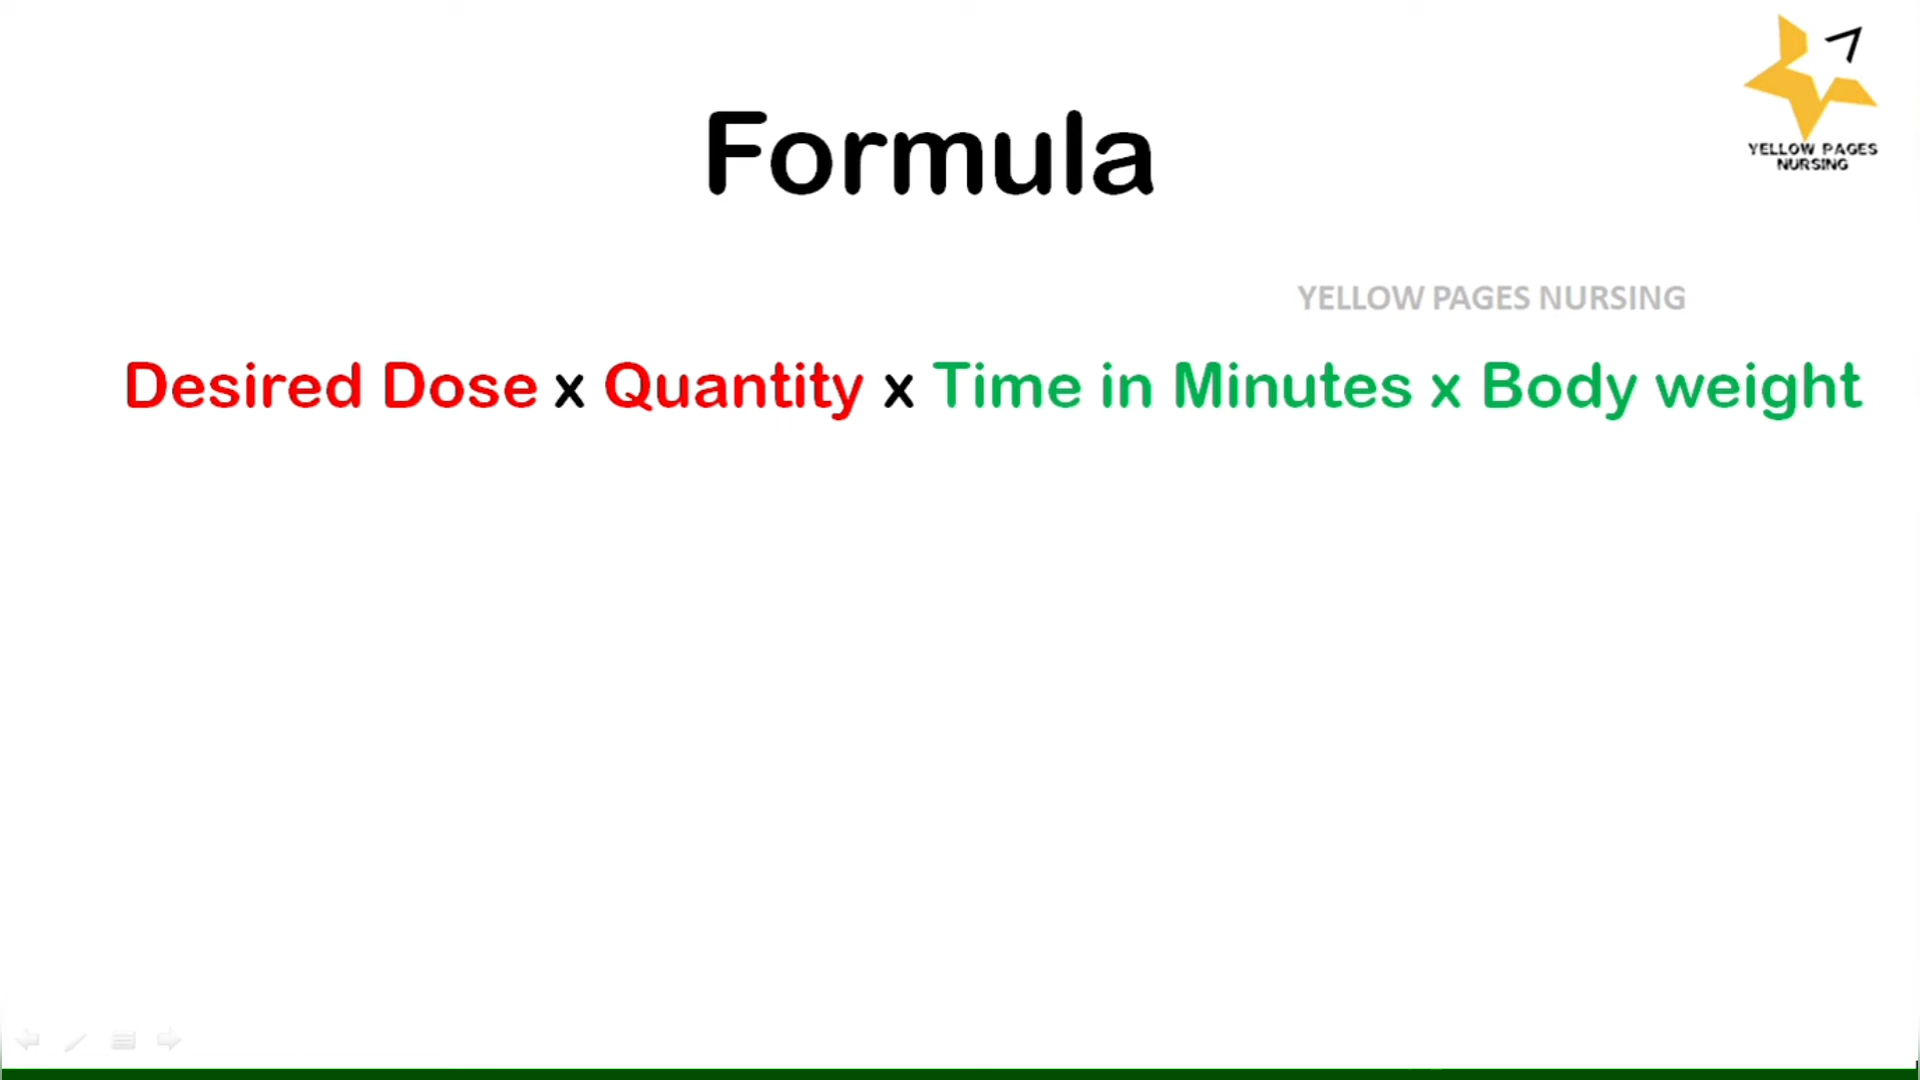 Formula
YELLOW PAGES
NURSING
YELLOW PAGES NURSING
Desired Dose x Quantity x Time in Minutes x Body weight